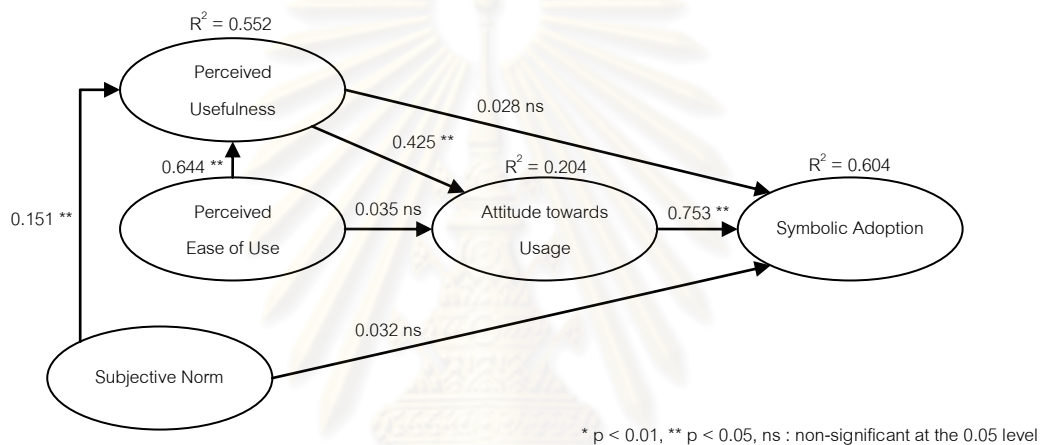 R² = 0.552
Perceived
Usefulness
0.028 ns
0.425 **
0.644 **
R² = 0.204
R² = 0.604
0.151 **
Perceived
Ease of Use
0.035 ns
Attitude towards
Usage
0.753 **
Symbolic Adoption
0.032 ns
Subjective Norm
* p < 0.01, ** p < 0.05, ns : non-significant at the 0.05 level